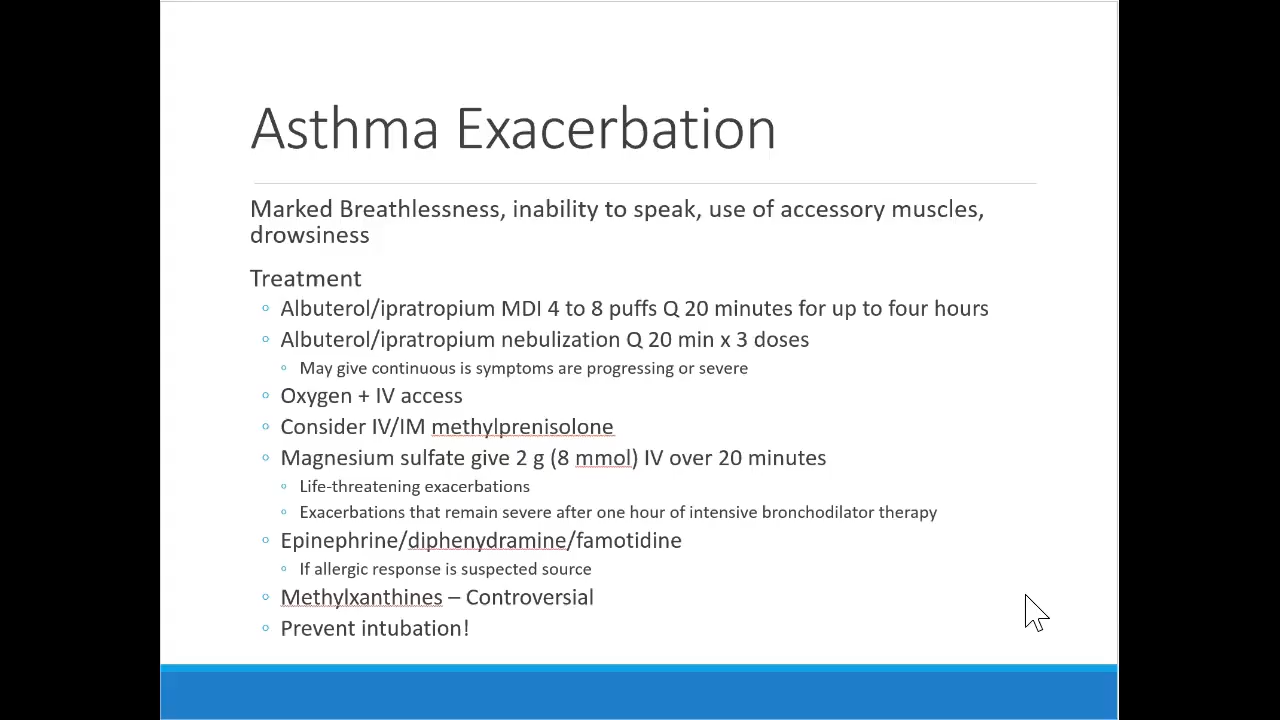 Asthma Exacerbation
Marked Breathlessness, inability to speak, use of accessory muscles,
drowsiness
Treatment
◦ Albuterol/ipratropium MDI 4 to 8 puffs Q 20 minutes for up to four hours
◦ Albuterol/ipratropium nebulization Q 20 min x 3 doses
◦ May give continuous is symptoms are progressing or severe
◦ Oxygen + IV access
◦ Consider IV/IM methylprenisolone
◦ Magnesium sulfate give 2 g (8 mmol) IV over 20 minutes
◦ Life-threatening exacerbations
◦ Exacerbations that remain severe after one hour of intensive bronchodilator therapy
◦ Epinephrine/diphenydramine/famotidine
◦ If allergic response is suspected source
◦ Methylxanthines – Controversial
◦ Prevent intubation!